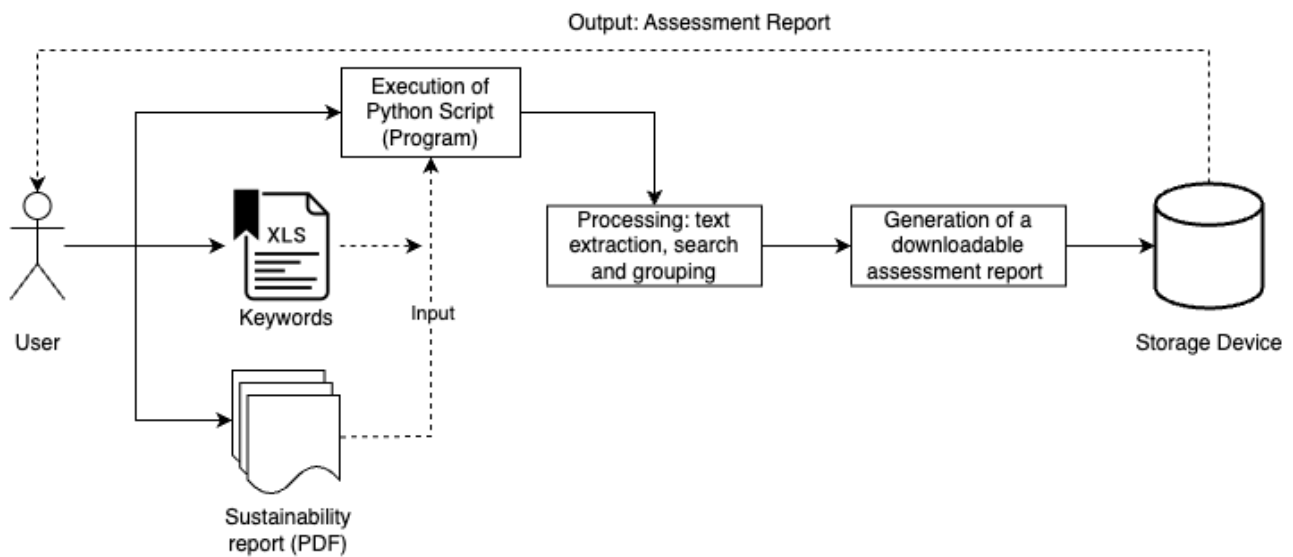 Output: Assessment Report
Execution of
Python Script
(Program)
XLS
Keywords
Input
User
Sustainability
report (PDF)
Processing: text
extraction, search
and grouping
Generation of a
downloadable
assessment report
Storage Device